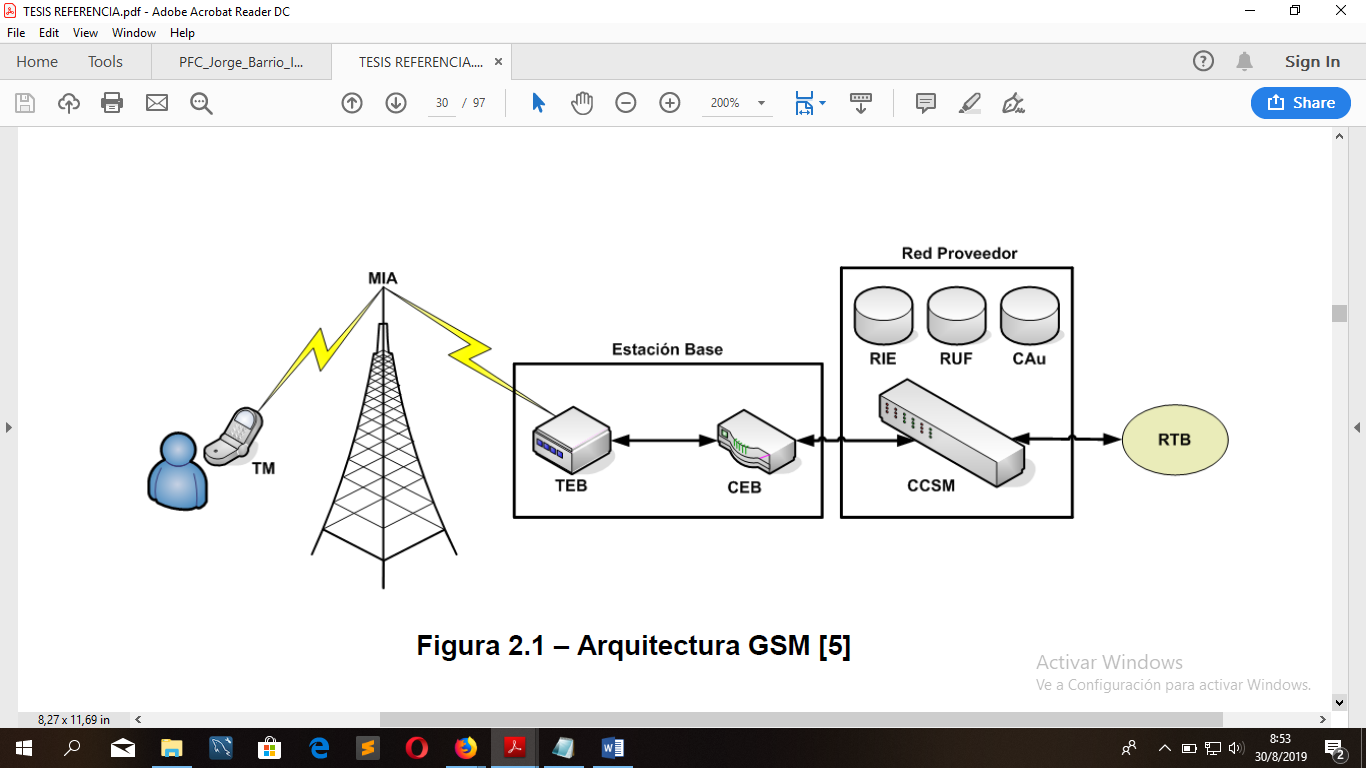 TESIS REFERENCIA.pdf - Adobe Acrobat Reader DC
File Edit View Window Help
Home Tools PFC_Jorge_Barrio_I... TESIS REFERENCIA.... × Sign In
30 / 97 200% Share
Red Proveedor
MIA
RIE RUF CAu
Estación Base
TM
TEB CEB CCSM RTB
Figura 2.1 – Arquitectura GSM [5]
Activar Windows
Ve a Configuración para activar Windows.
8,27 x 11,69 in
8:53
30/8/2019
2